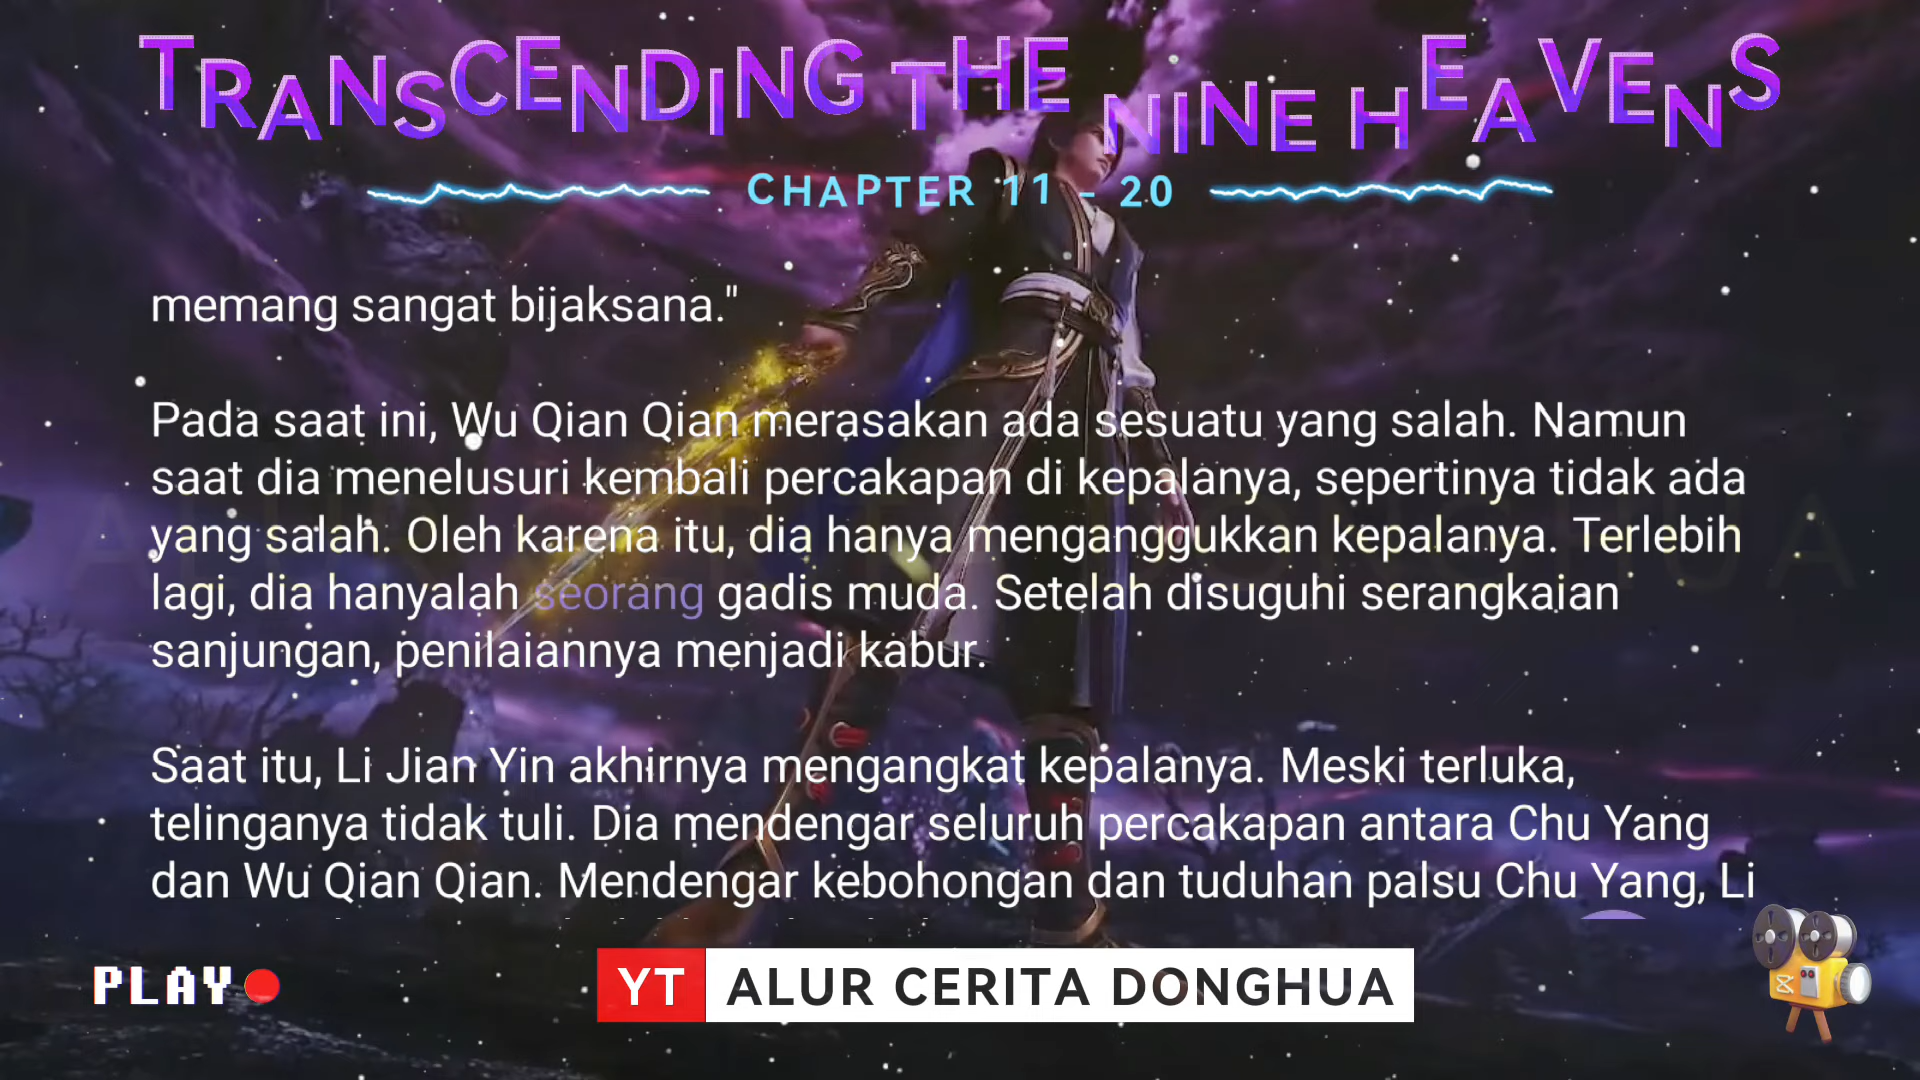 TRANSCENDING THE NINE HEAVENS
CHAPTER 11 - 20
memang sangat bijaksana."
Pada saat ini, Wu Qian Qian merasakan ada sesuatu yang salah. Namun
saat dia menelusuri kembali percakapan di kepalanya, sepertinya tidak ada
yang salah. Oleh karena itu, dia hanya menganggukkan kepalanya. Terlebih
lagi, dia hanyalah seorang gadis muda. Setelah disuguhi serangkaian
sanjungan, penilaiannya menjadi kabur.
Saat itu, Li Jian Yin akhirnya mengangkat kepalanya. Meski terluka,
telinganya tidak tuli. Dia mendengar seluruh percakapan antara Chu Yang
dan Wu Qian Qian. Mendengar kebohongan dan tuduhan palsu Chu Yang, Li
PLAY
YT ALUR CERITA DONGHUA